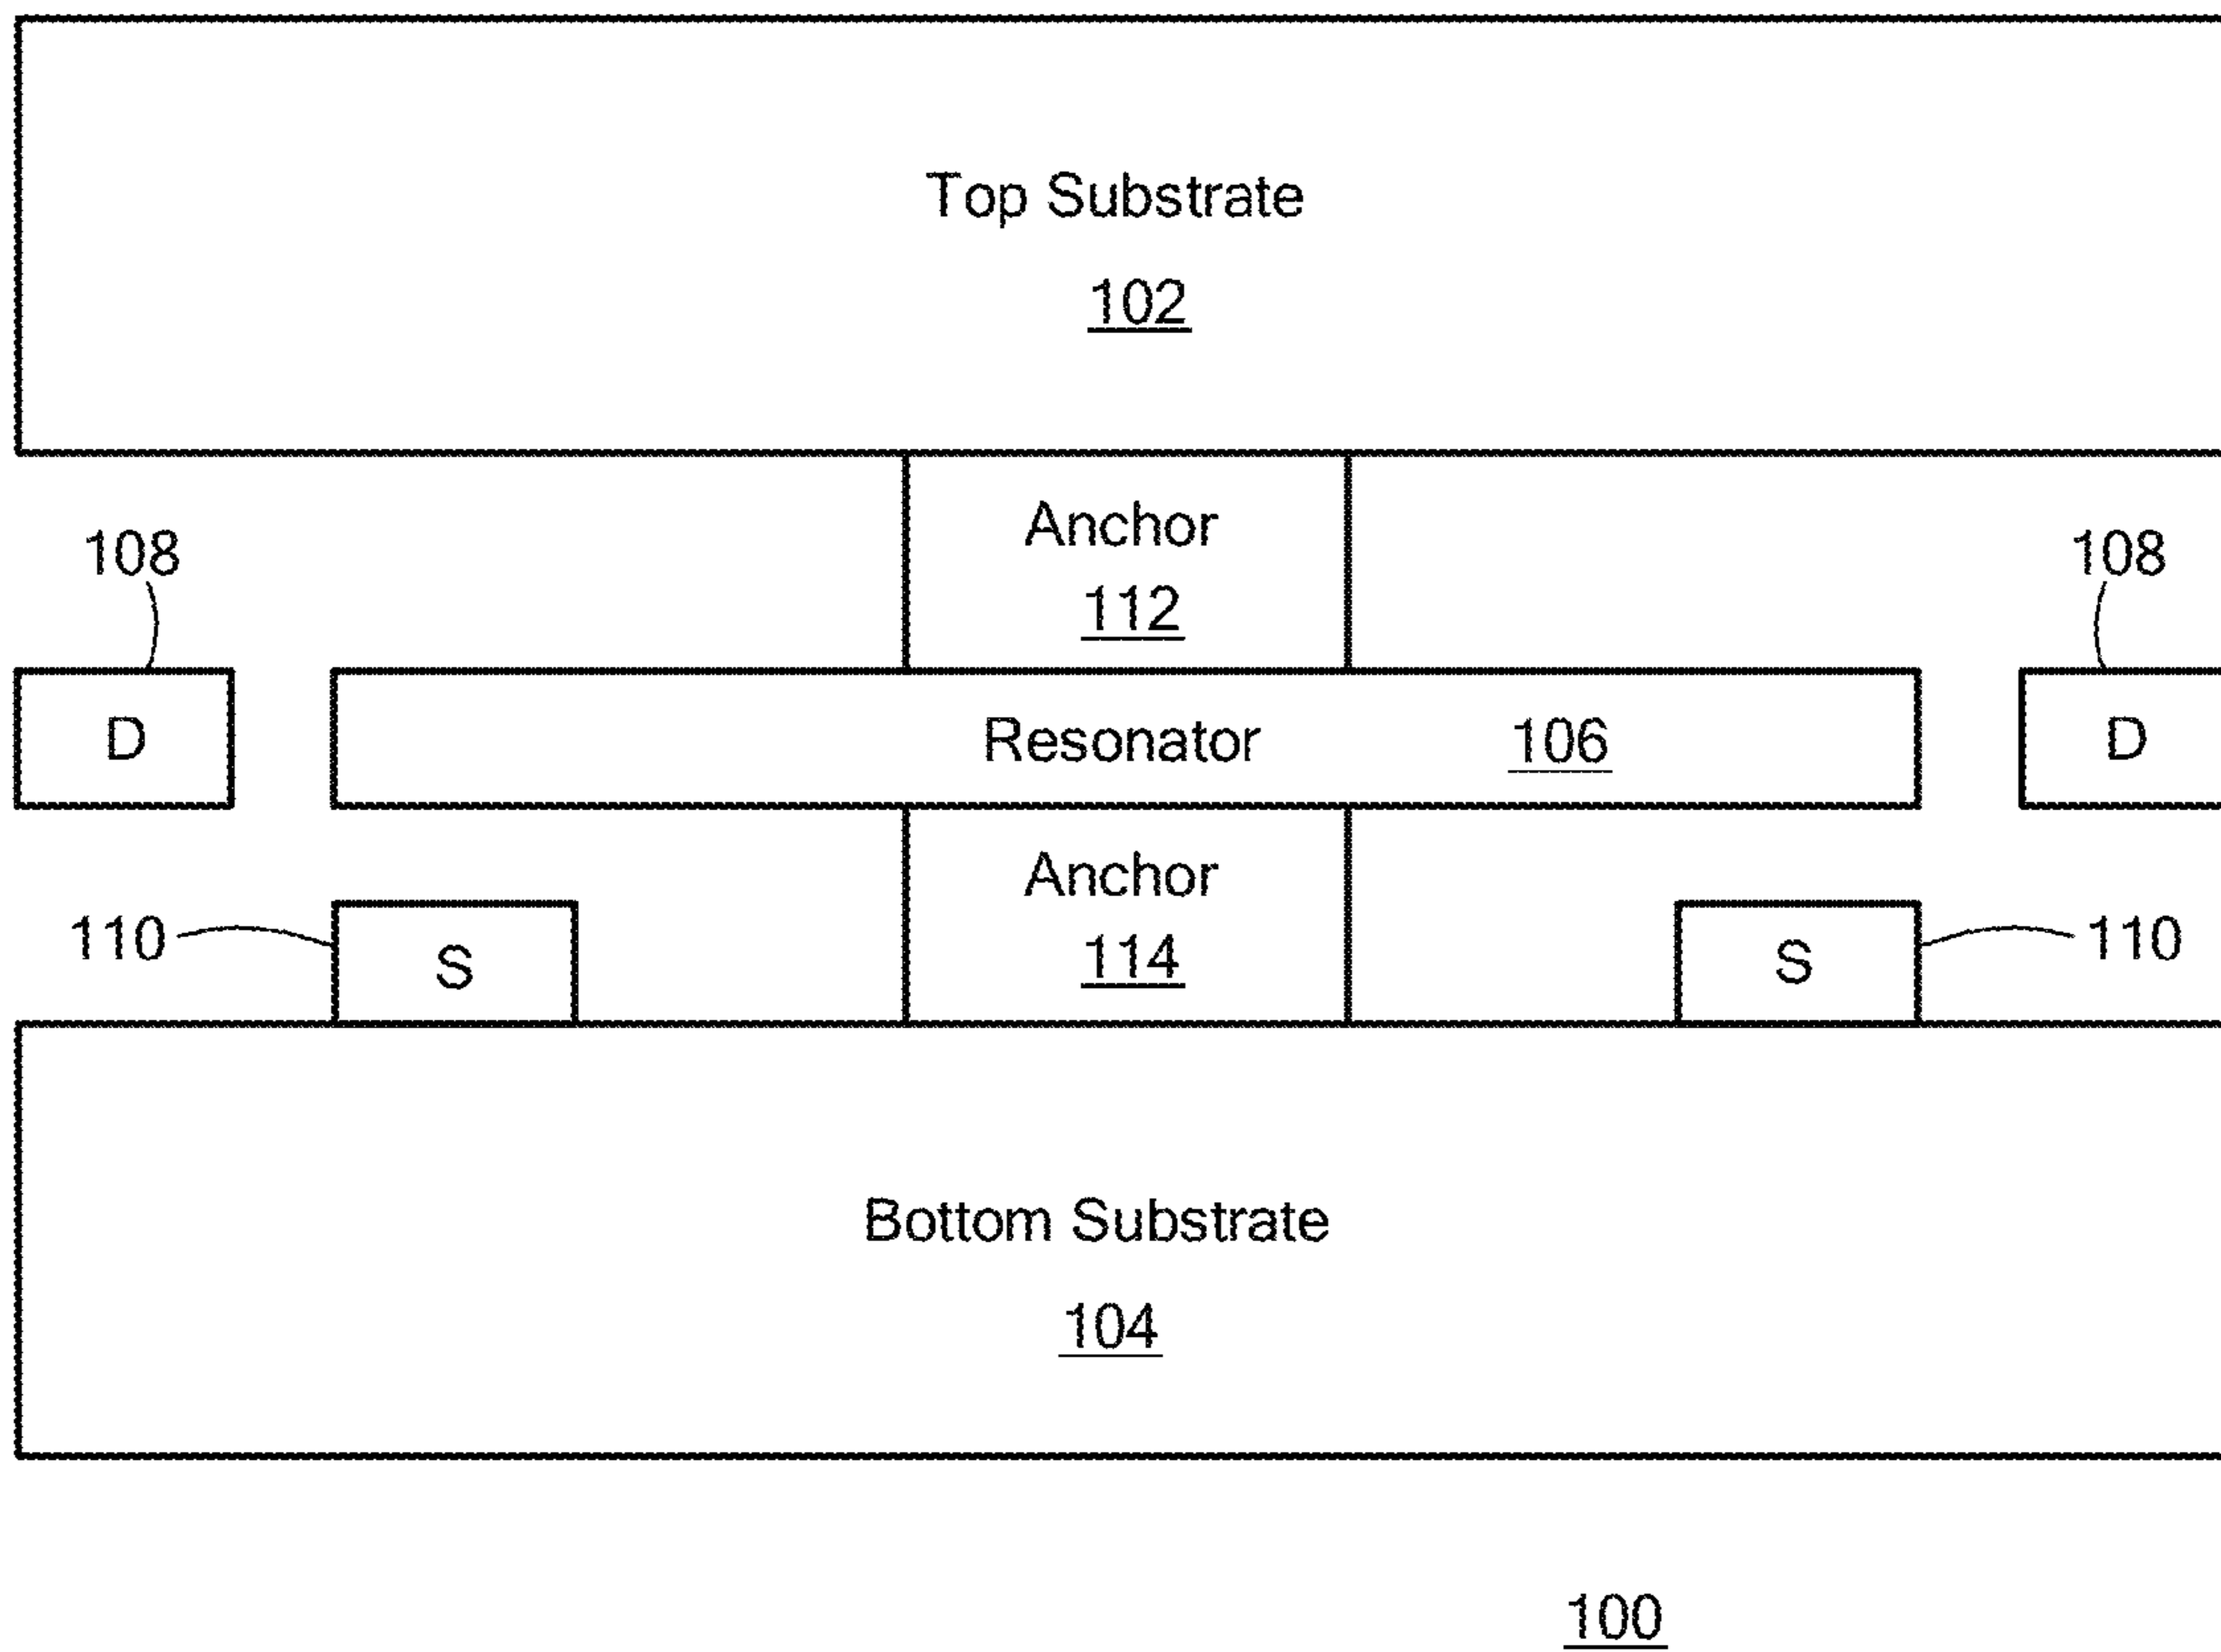 Top Substrate
102
Anchor
112
108
108
D
Resonator 106
D
Anchor
114
110
S
S
110
Bottom Substrate
104
100